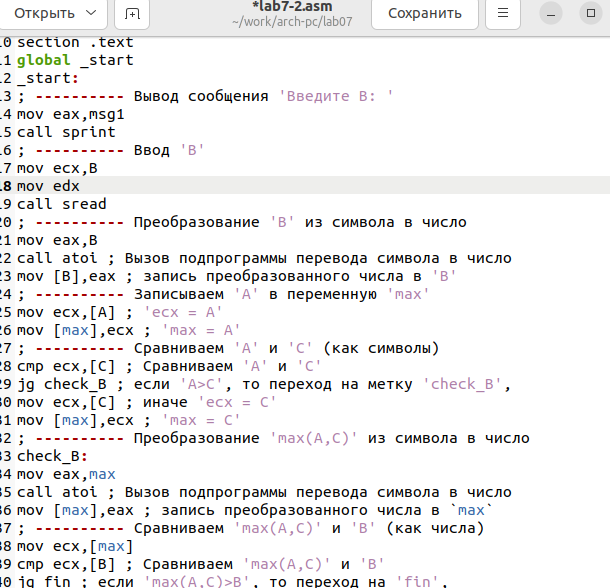 Открыть
*lab7-2.asm
~/work/arch-pc/lab07
Сохранить
10 section .text
11 global _start
12 _start:
13 ; ---------- Вывод сообщения 'Введите B: '
14 mov eax,msg1
15 call sprint
16 ; ---------- Ввод 'B'
17 mov ecx,B
18 mov edx
19 call sread
20 ; ---------- Преобразование 'B' из символа в число
21 mov eax,B
22 call atoi ; Вызов подпрограммы перевода символа в число
23 mov [B],eax ; запись преобразованного числа в 'B'
24 ; ---------- Записываем 'A' в переменную 'max'
25 mov ecx,[A] ; 'ecx = A'
26 mov [max],ecx ; 'max = A'
27 ; ---------- Сравниваем 'A' и 'С' (как символы)
28 cmp ecx,[C] ; Сравниваем 'A' и 'С'
29 jg check_B ; если 'A>C', то переход на метку 'check_B',
30 mov ecx,[C] ; иначе 'ecx = C'
31 mov [max],ecx ; 'max = C'
32 ; ---------- Преобразование 'max(A,C)' из символа в число
33 check_B:
34 mov eax,max
35 call atoi ; Вызов подпрограммы перевода символа в число
36 mov [max],eax ; запись преобразованного числа в `max`
37 ; ---------- Сравниваем 'max(A,C)' и 'B' (как числа)
38 mov ecx,[max]
39 cmp ecx,[B] ; Сравниваем 'max(A,C)' и 'B'
40 jg fin ; если 'max(A,C)>B', то переход на 'fin',